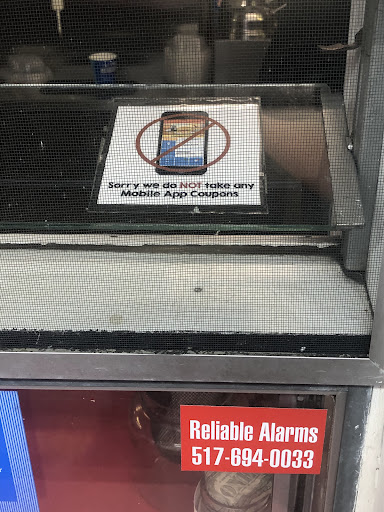 Sorry we do NOT take any
Mobile App Coupons
Reliable Alarms
517-694-0033